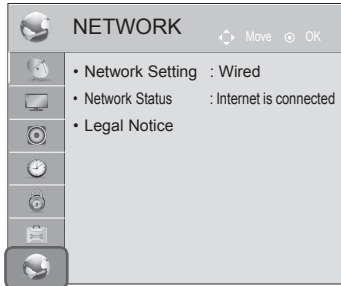 NETWORK Move OK
• Network Setting : Wired
• Network Status : Internet is connected
• Legal Notice